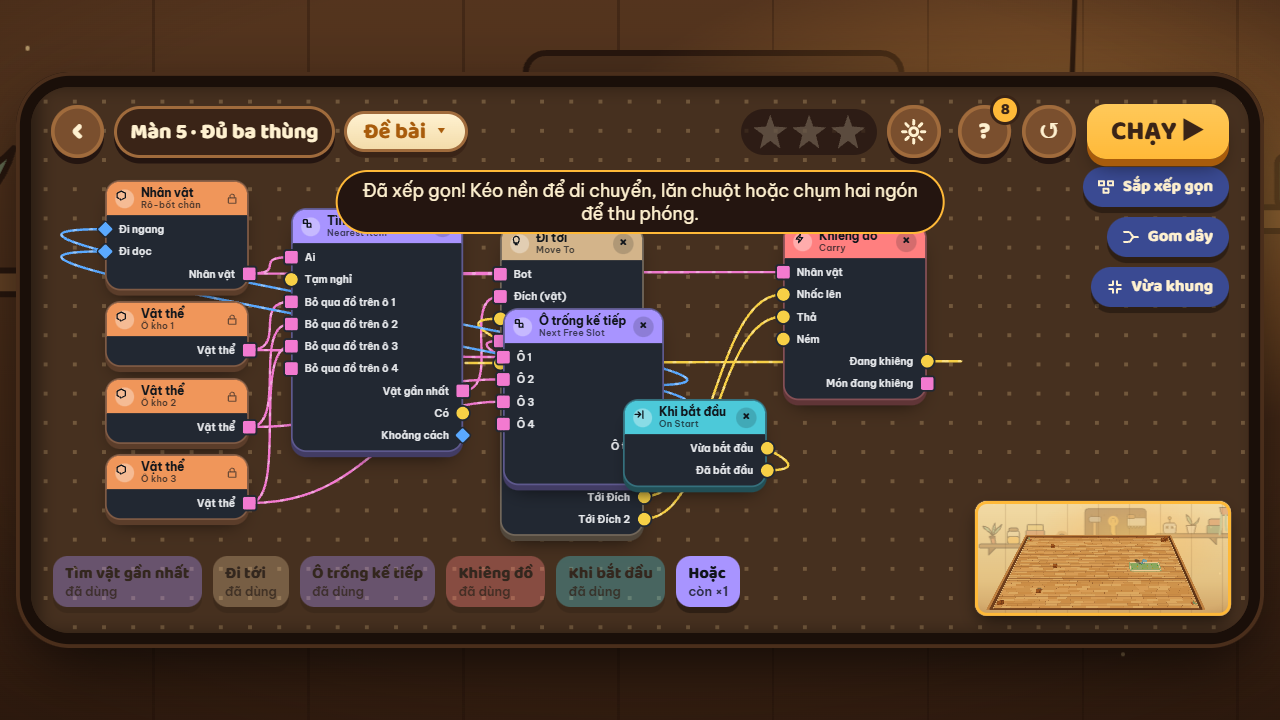 Màn 5 · Đủ ba thùng
Đề bài
?
8
CHẠY
Sắp xếp gọn
Gom dây
Vừa khung
Đã xếp gọn! Kéo nền để di chuyển, lăn chuột hoặc chụm hai ngón
để thu phóng.
Nhân vật
Rô-bốt chân
Đi ngang
Đi dọc
Nhân vật
Vật thể
Ô kho 1
Vật thể
Vật thể
Ô kho 2
Vật thể
Vật thể
Ô kho 3
Vật thể
Nearest Item
Ai
Tạm nghỉ
Bỏ qua đồ trên ô 1
Bỏ qua đồ trên ô 2
Bỏ qua đồ trên ô 3
Bỏ qua đồ trên ô 4
Vật gần nhất
Có
Khoảng cách
Đi tới
Move To
Bot
Đích (vật)
Tới Đích
Tới Đích 2
Ô trống kế tiếp
Next Free Slot
Ô 1
Ô 2
Ô 3
Ô 4
Khi bắt đầu
On Start
Vừa bắt đầu
Đã bắt đầu
Khiêng đồ
Carry
Nhân vật
Nhấc lên
Thả
Ném
Đang khiêng
Món đang khiêng
Tìm vật gần nhất
đã dùng
Đi tới
đã dùng
Ô trống kế tiếp
đã dùng
Khiêng đồ
đã dùng
Khi bắt đầu
đã dùng
Hoặc
còn ×1